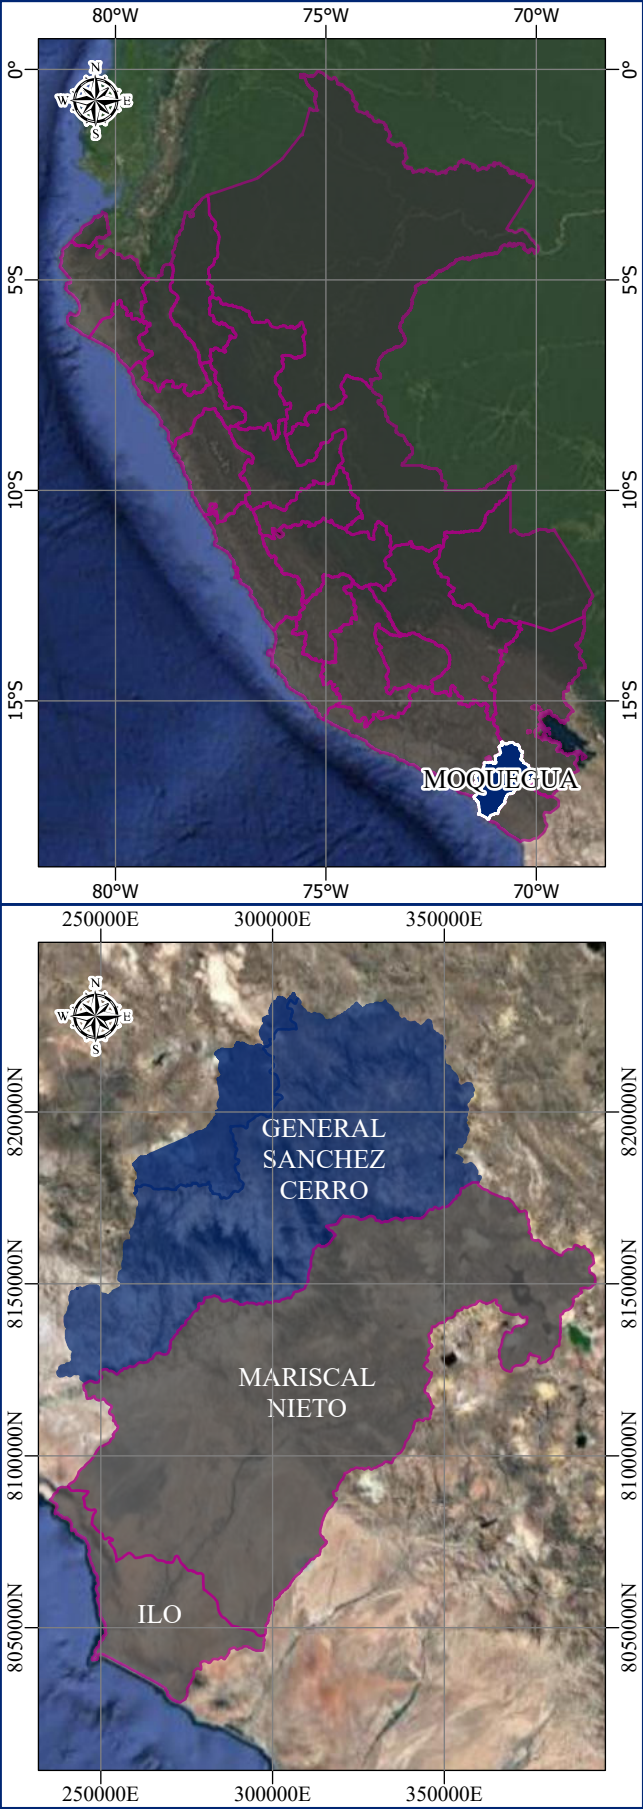 80°W 75°W 70°W
0° 0°
N
W E
S
5°S 5°S
10°S 10°S
15°S 15°S
MOQUEGUA
80°W 75°W 70°W
250000E 300000E 350000E
N
W E
S
8200000N 8200000N
GENERAL
SANCHEZ
CERRO
8150000N 8150000N
MARISCAL
NIETO
8100000N 8100000N
ILO
8050000N 8050000N
250000E 300000E 350000E